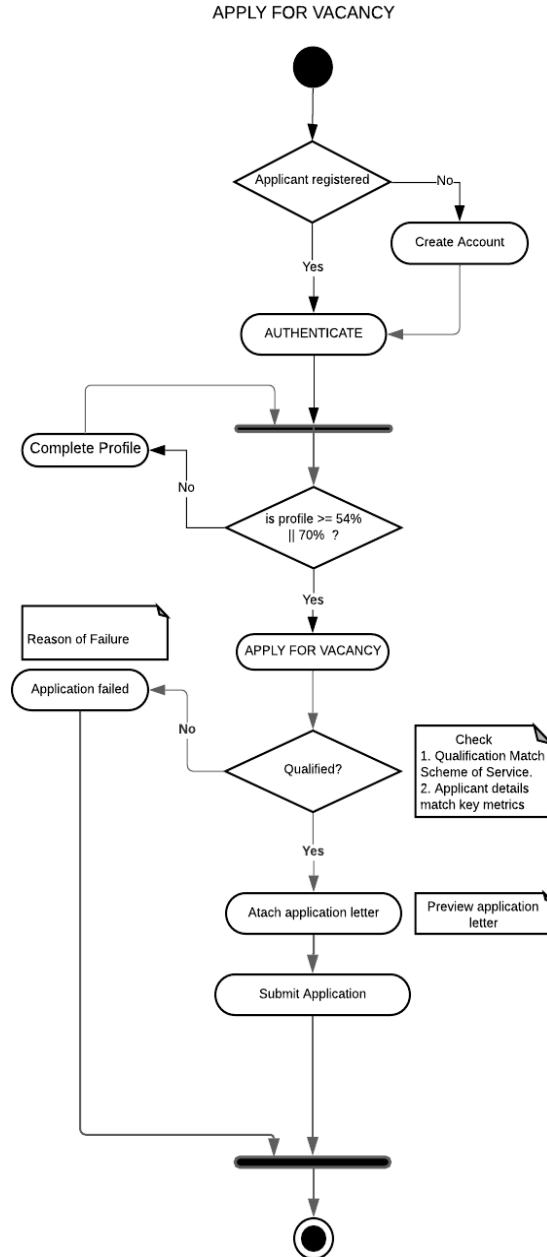 APPLY FOR VACANCY
Applicant registered
No
Create Account
Yes
AUTHENTICATE
Complete Profile
No
is profile >= 54%
|| 70% ?
Yes
Reason of Failure
APPLY FOR VACANCY
Application failed
No
Qualified?
Check
1. Qualification Match
Scheme of Service.
2. Applicant details
match key metrics
Yes
Atach application letter
Preview application
letter
Submit Application